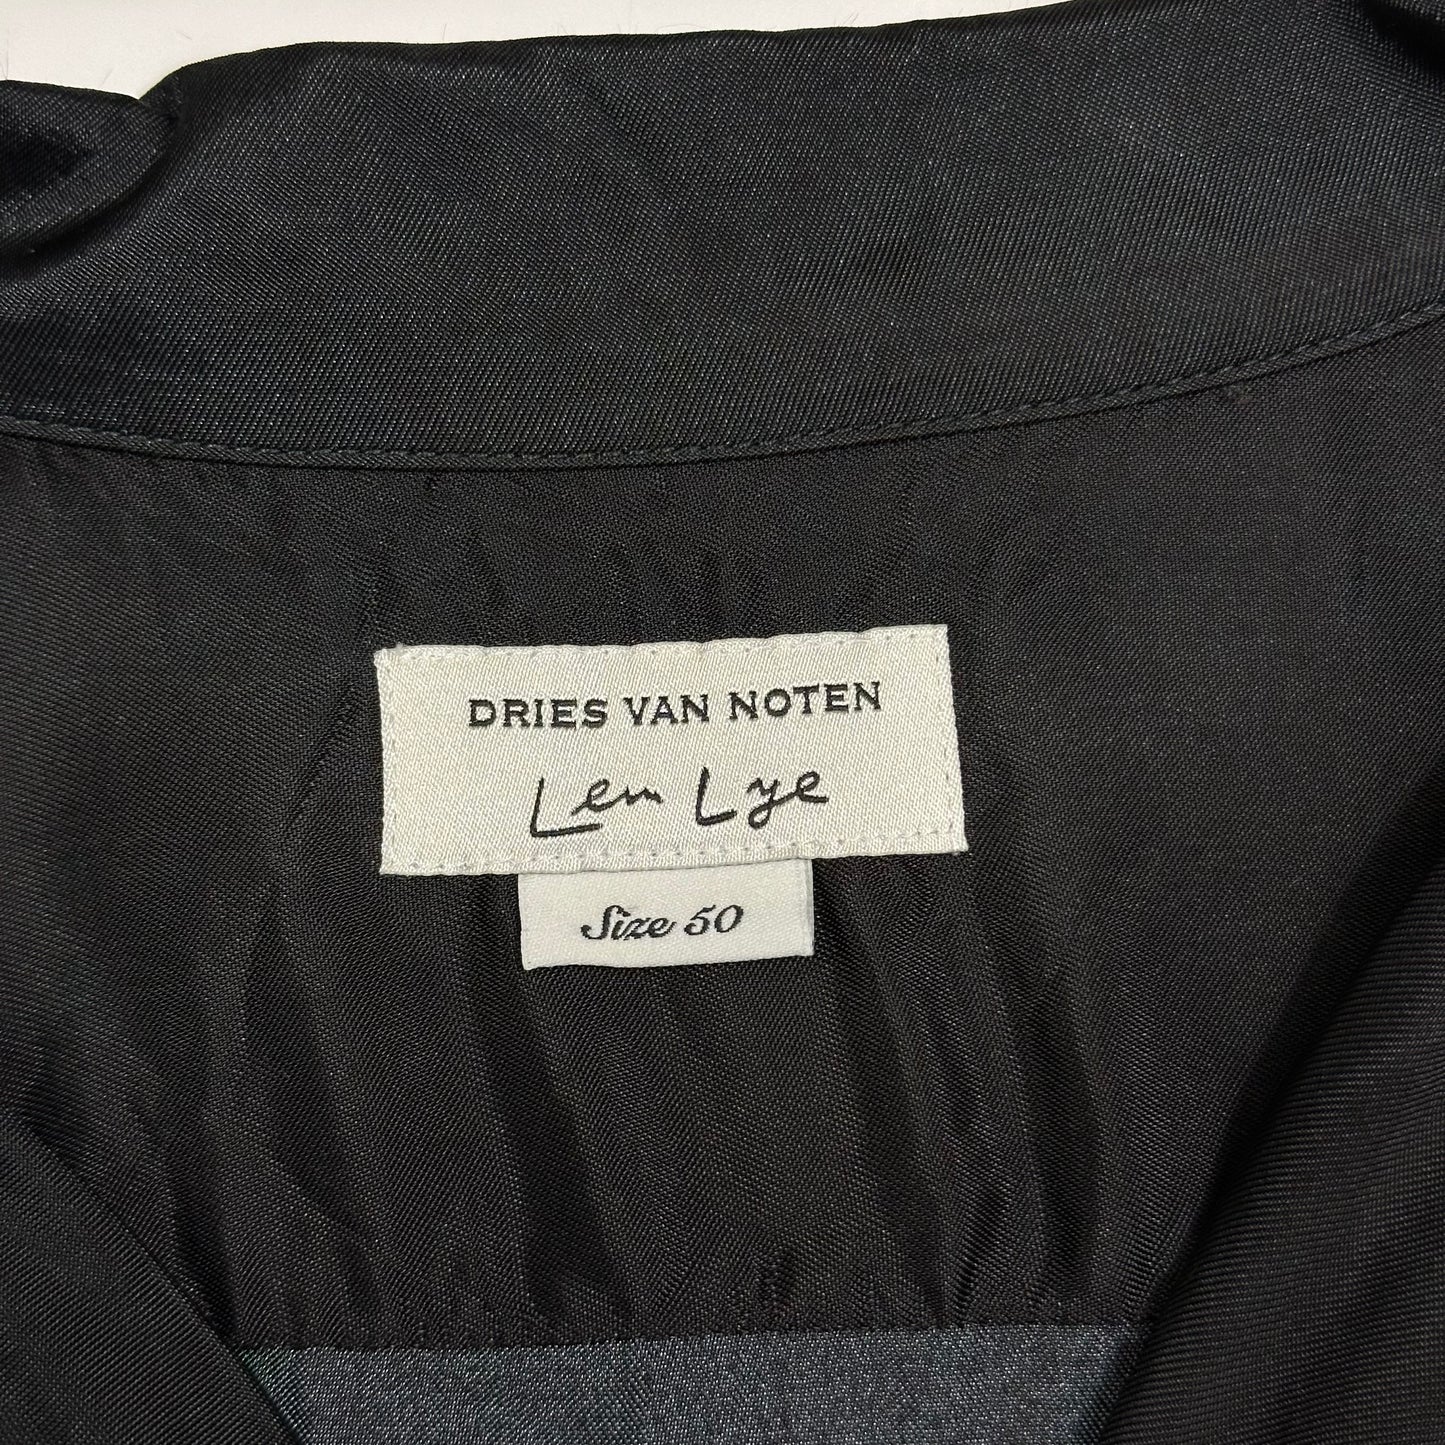 DRIES VAN NOTEN
Len Lye
Size 50